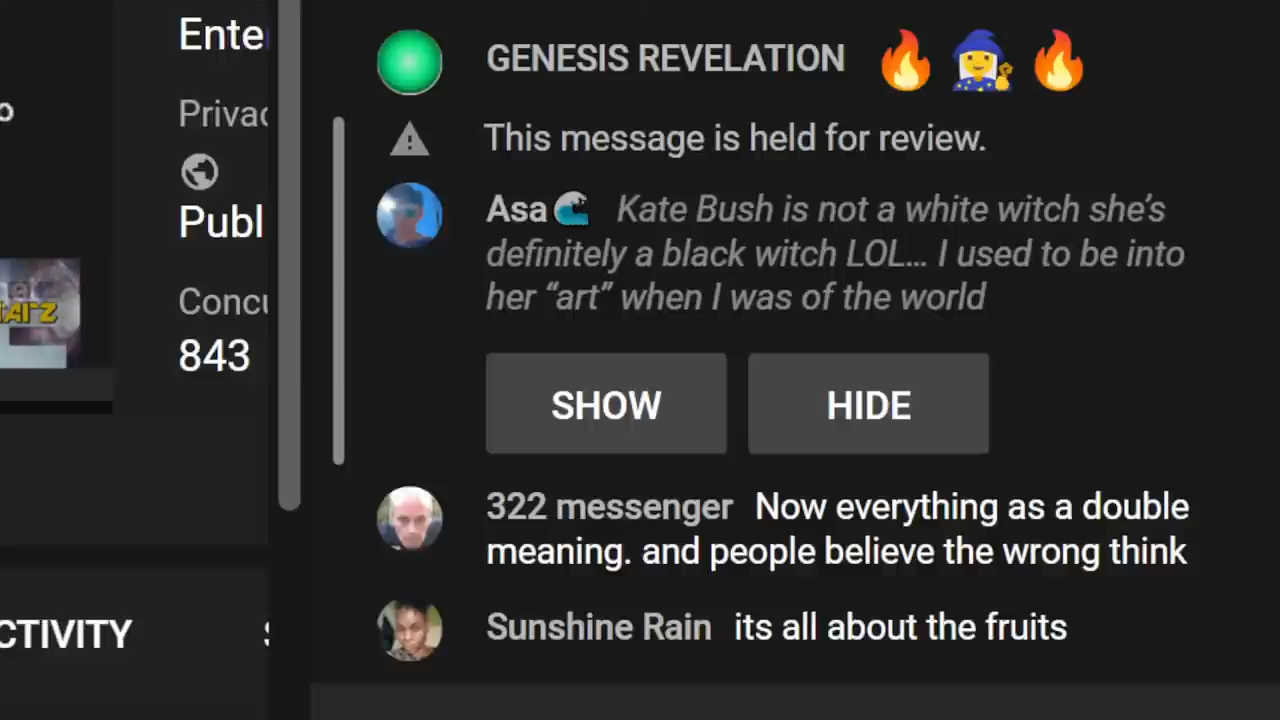 Ente
GENESIS REVELATION 🔥 🧙‍♀️ 🔥
o
Privac
This message is held for review.
Publ
Asa🌊 Kate Bush is not a white witch she’s
definitely a black witch LOL... I used to be into
her “art” when I was of the world
Concu
843
SHOW HIDE
322 messenger Now everything as a double
meaning. and people believe the wrong think
CTIVITY
Sunshine Rain its all about the fruits